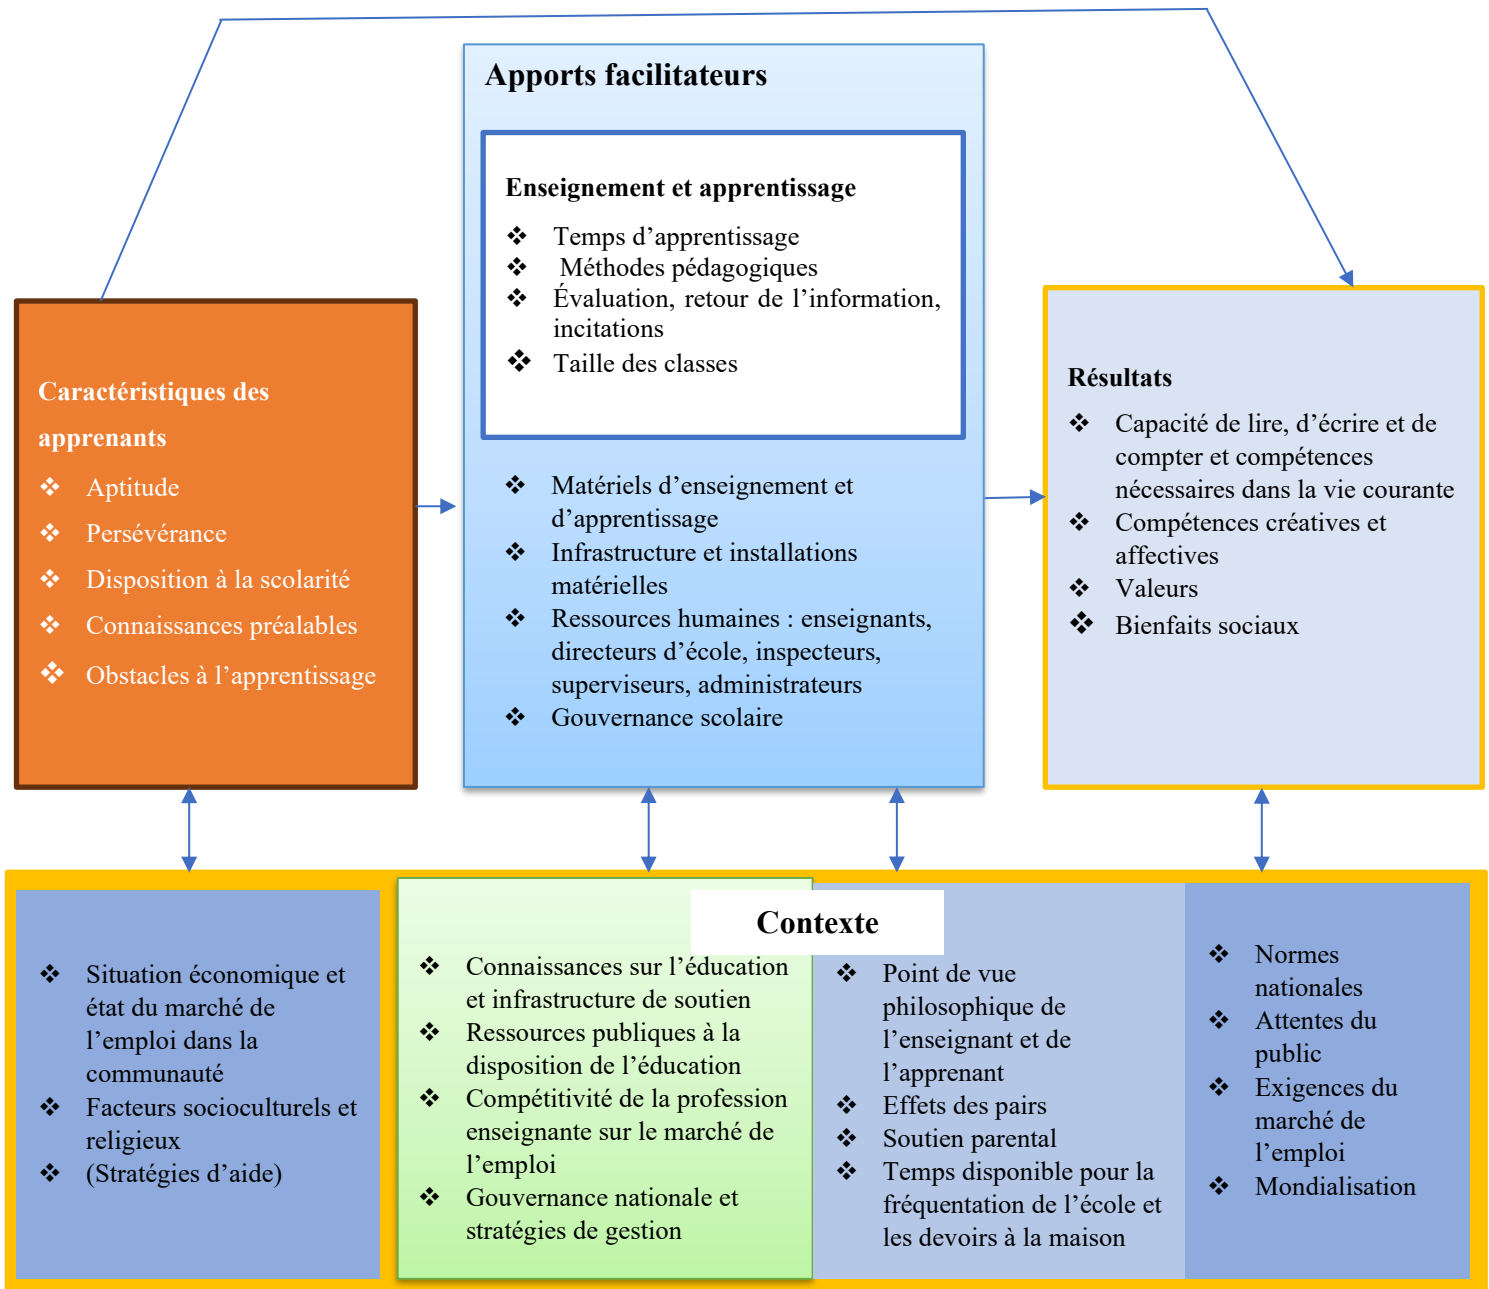 Apports facilitateurs
Enseignement et apprentissage
❖ Temps d’apprentissage
❖ Méthodes pédagogiques
❖ Évaluation, retour de l’information,
incitations
❖ Taille des classes
❖ Matériels d’enseignement et
d’apprentissage
❖ Infrastructure et installations
matérielles
❖ Ressources humaines : enseignants,
directeurs d’école, inspecteurs,
superviseurs, administrateurs
❖ Gouvernance scolaire
Caractéristiques des
apprenants
❖ Aptitude
❖ Persévérance
❖ Disposition à la scolarité
❖ Connaissances préalables
❖ Obstacles à l’apprentissage
Résultats
❖ Capacité de lire, d’écrire et de
compter et compétences
nécessaires dans la vie courante
❖ Compétences créatives et
affectives
❖ Valeurs
❖ Bienfaits sociaux
Contexte
❖ Situation économique et
état du marché de
l’emploi dans la
communauté
❖ Facteurs socioculturels et
religieux
❖ (Stratégies d’aide)
❖ Connaissances sur l’éducation
et infrastructure de soutien
❖ Ressources publiques à la
disposition de l’éducation
❖ Compétitivité de la profession
enseignante sur le marché de
l’emploi
❖ Gouvernance nationale et
stratégies de gestion
❖ Point de vue
philosophique de
l’enseignant et de
l’apprenant
❖ Effets des pairs
❖ Soutien parental
❖ Temps disponible pour la
fréquentation de l’école et
les devoirs à la maison
❖ Normes
nationales
❖ Attentes du
public
❖ Exigences du
marché de
l’emploi
❖ Mondialisation